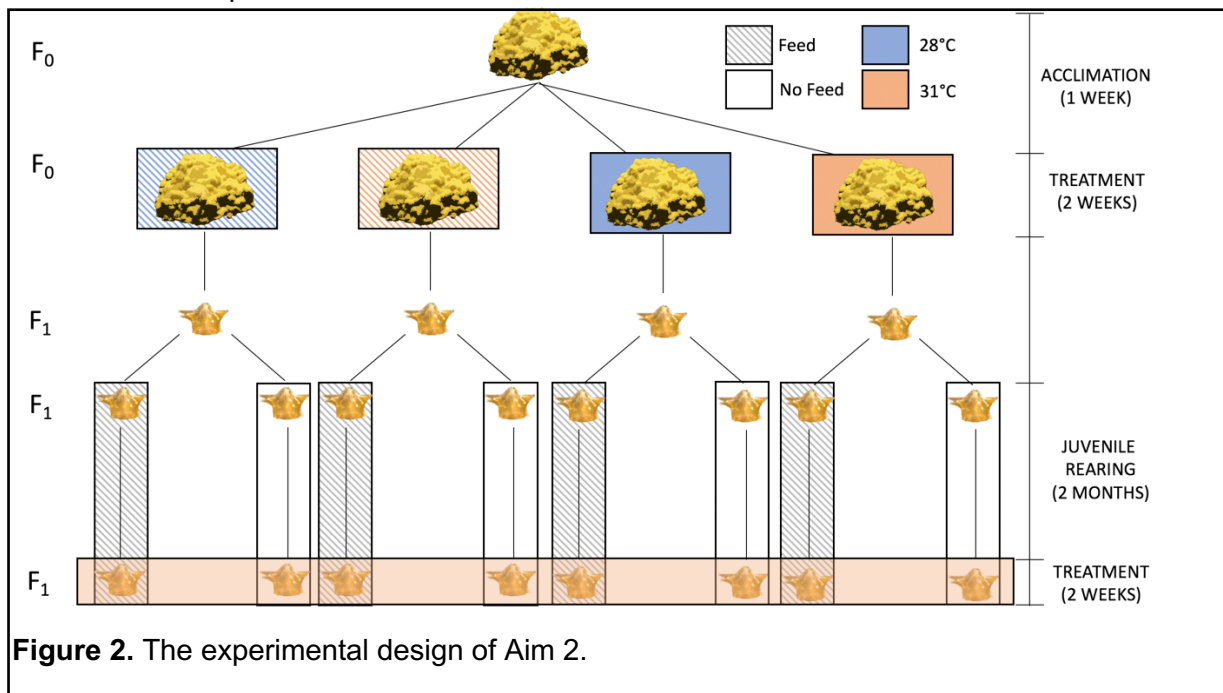 F0
Feed
28°C
No Feed
31°C
ACCLIMATION
(1 WEEK)
F0
TREATMENT
(2 WEEKS)
F1
F1
JUVENILE
REARING
(2 MONTHS)
F1
TREATMENT
(2 WEEKS)
Figure 2. The experimental design of Aim 2.